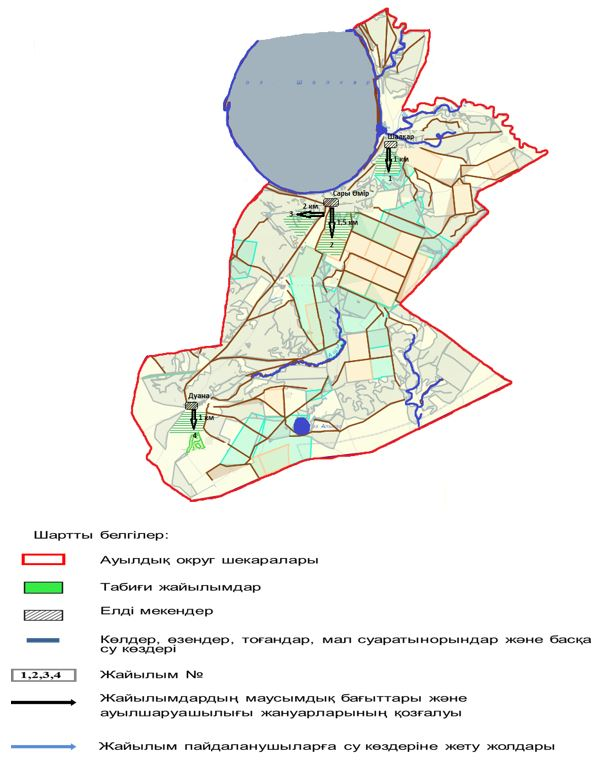 Шалқар
1 км
1
Сары Өмір
2 км
3
1,5 км
2
Дуана
1 км
4
Шартты белгілер:
Ауылдық округ шекаралары
Табиғи жайылымдар
Елді мекендер
Көлдер, өзендер, тоғандар, мал суаратынорындар және басқа
су көздері
1,2,3,4 Жайылым №
Жайылымдардың маусымдық бағыттары және
ауылшаруашылығы жануарларының қозғалуы
Жайылым пайдаланушыларға су көздеріне жету жолдары